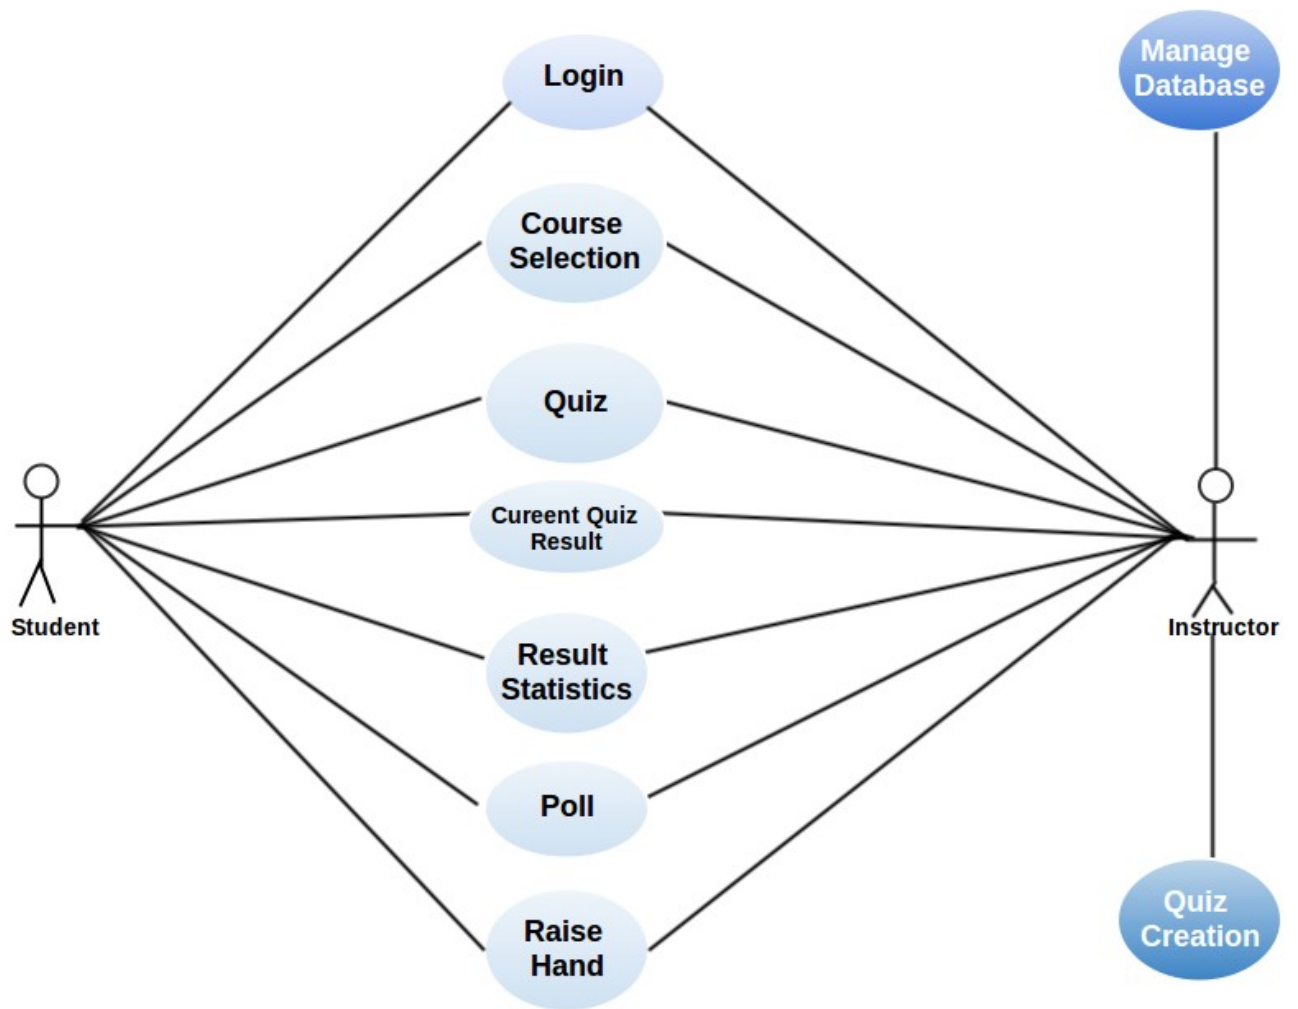 Login
Manage
Database
Course
Selection
Quiz
Cureent Quiz
Result
Student
Instructor
Result
Statistics
Poll
Raise
Hand
Quiz
Creation